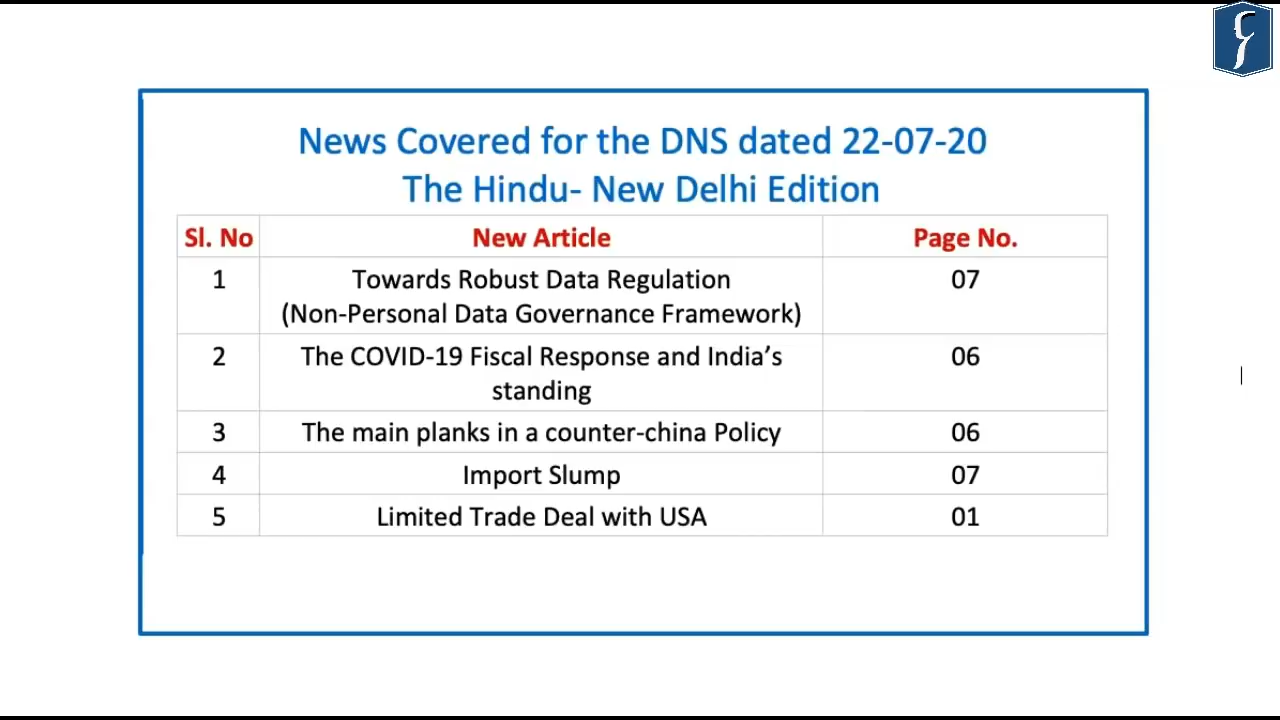 News Covered for the DNS dated 22-07-20
The Hindu- New Delhi Edition
Sl. No New Article Page No.
1 Towards Robust Data Regulation 07
(Non-Personal Data Governance Framework)
2 The COVID-19 Fiscal Response and India’s 06
standing
3 The main planks in a counter-china Policy 06
4 Import Slump 07
5 Limited Trade Deal with USA 01